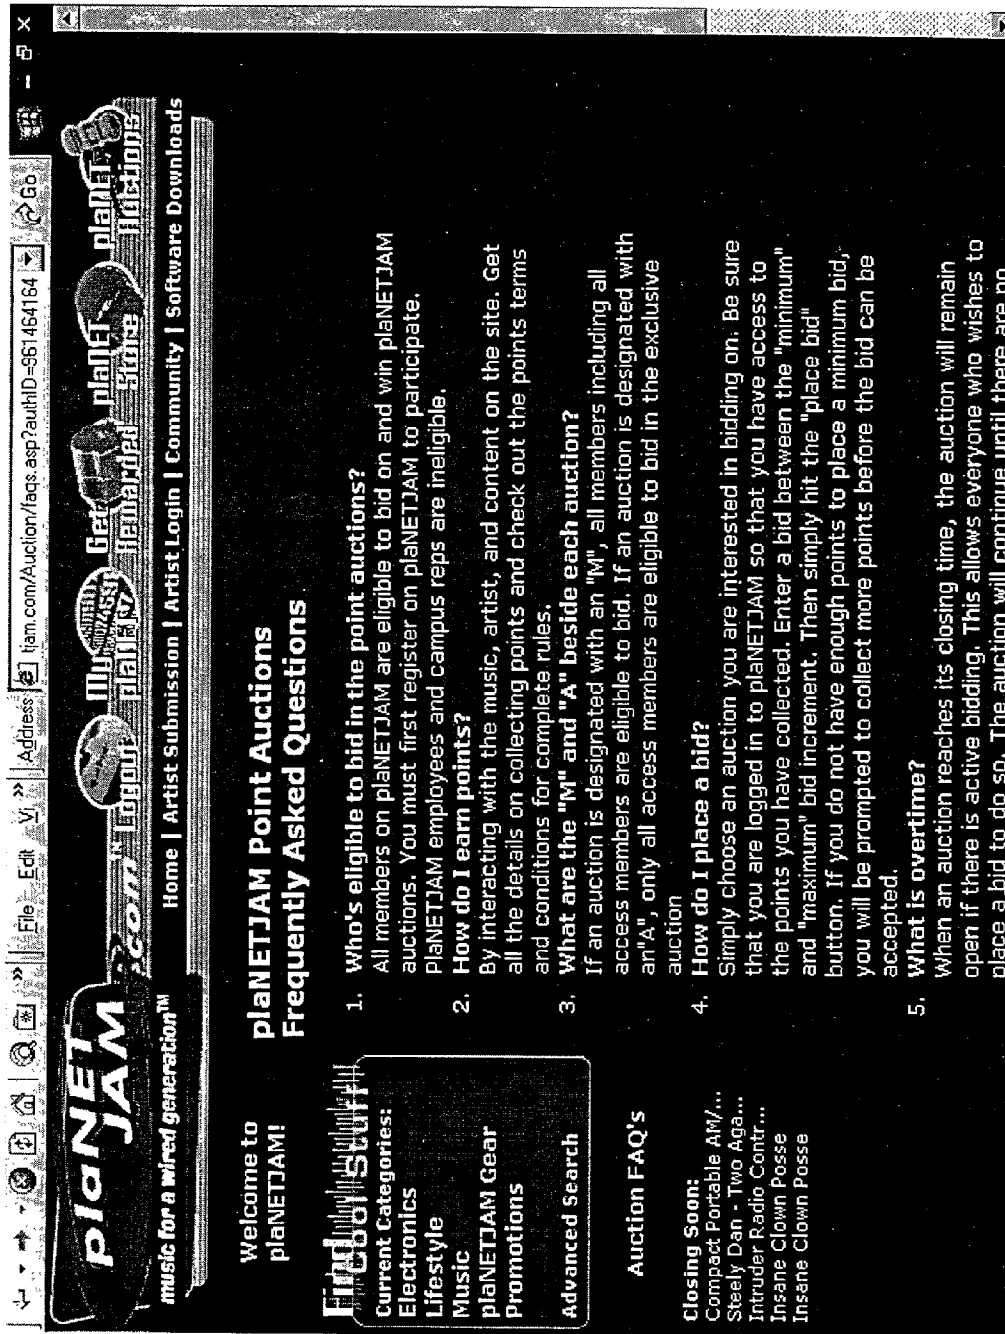 File Edit Vi » Address tjam.com/Auction/faqs.asp?authID=961464164 Go
plaNET JAM .com™
music for a wired generation™
Logout
Music plaNET
Get Remarqed
plaNET Store
plaNET Auctions
Home | Artist Submission | Artist Login | Community | Software Downloads
Welcome to
plaNETJAM!
Find Cool Stuff
Current Categories:
Electronics
Lifestyle
Music
plaNETJAM Gear
Promotions
Advanced Search
Auction FAQ's
Closing Soon:
Compact Portable AM/...
Steely Dan - Two Aga...
Intruder Radio Contr...
Insane Clown Posse
Insane Clown Posse
plaNETJAM Point Auctions
Frequently Asked Questions
1. Who's eligible to bid in the point auctions?
All members on plaNETJAM are eligible to bid on and win plaNETJAM
auctions. You must first register on plaNETJAM to participate.
PlaNETJAM employees and campus reps are ineligible.
2. How do I earn points?
By interacting with the music, artist, and content on the site. Get
all the details on collecting points and check out the points terms
and conditions for complete rules.
3. What are the "M" and "A" beside each auction?
If an auction is designated with an "M", all members including all
access members are eligible to bid. If an auction is designated with
an"A", only all access members are eligible to bid in the exclusive
auction
4. How do I place a bid?
Simply choose an auction you are interested in bidding on. Be sure
that you are logged in to plaNETJAM so that you have access to
the points you have collected. Enter a bid between the "minimum"
and "maximum" bid increment. Then simply hit the "place bid"
button. If you do not have enough points to place a minimum bid,
you will be prompted to collect more points before the bid can be
accepted.
5. What is overtime?
When an auction reaches its closing time, the auction will remain
open if there is active bidding. This allows everyone who wishes to
place a bid to do so. The auction will continue until there are no